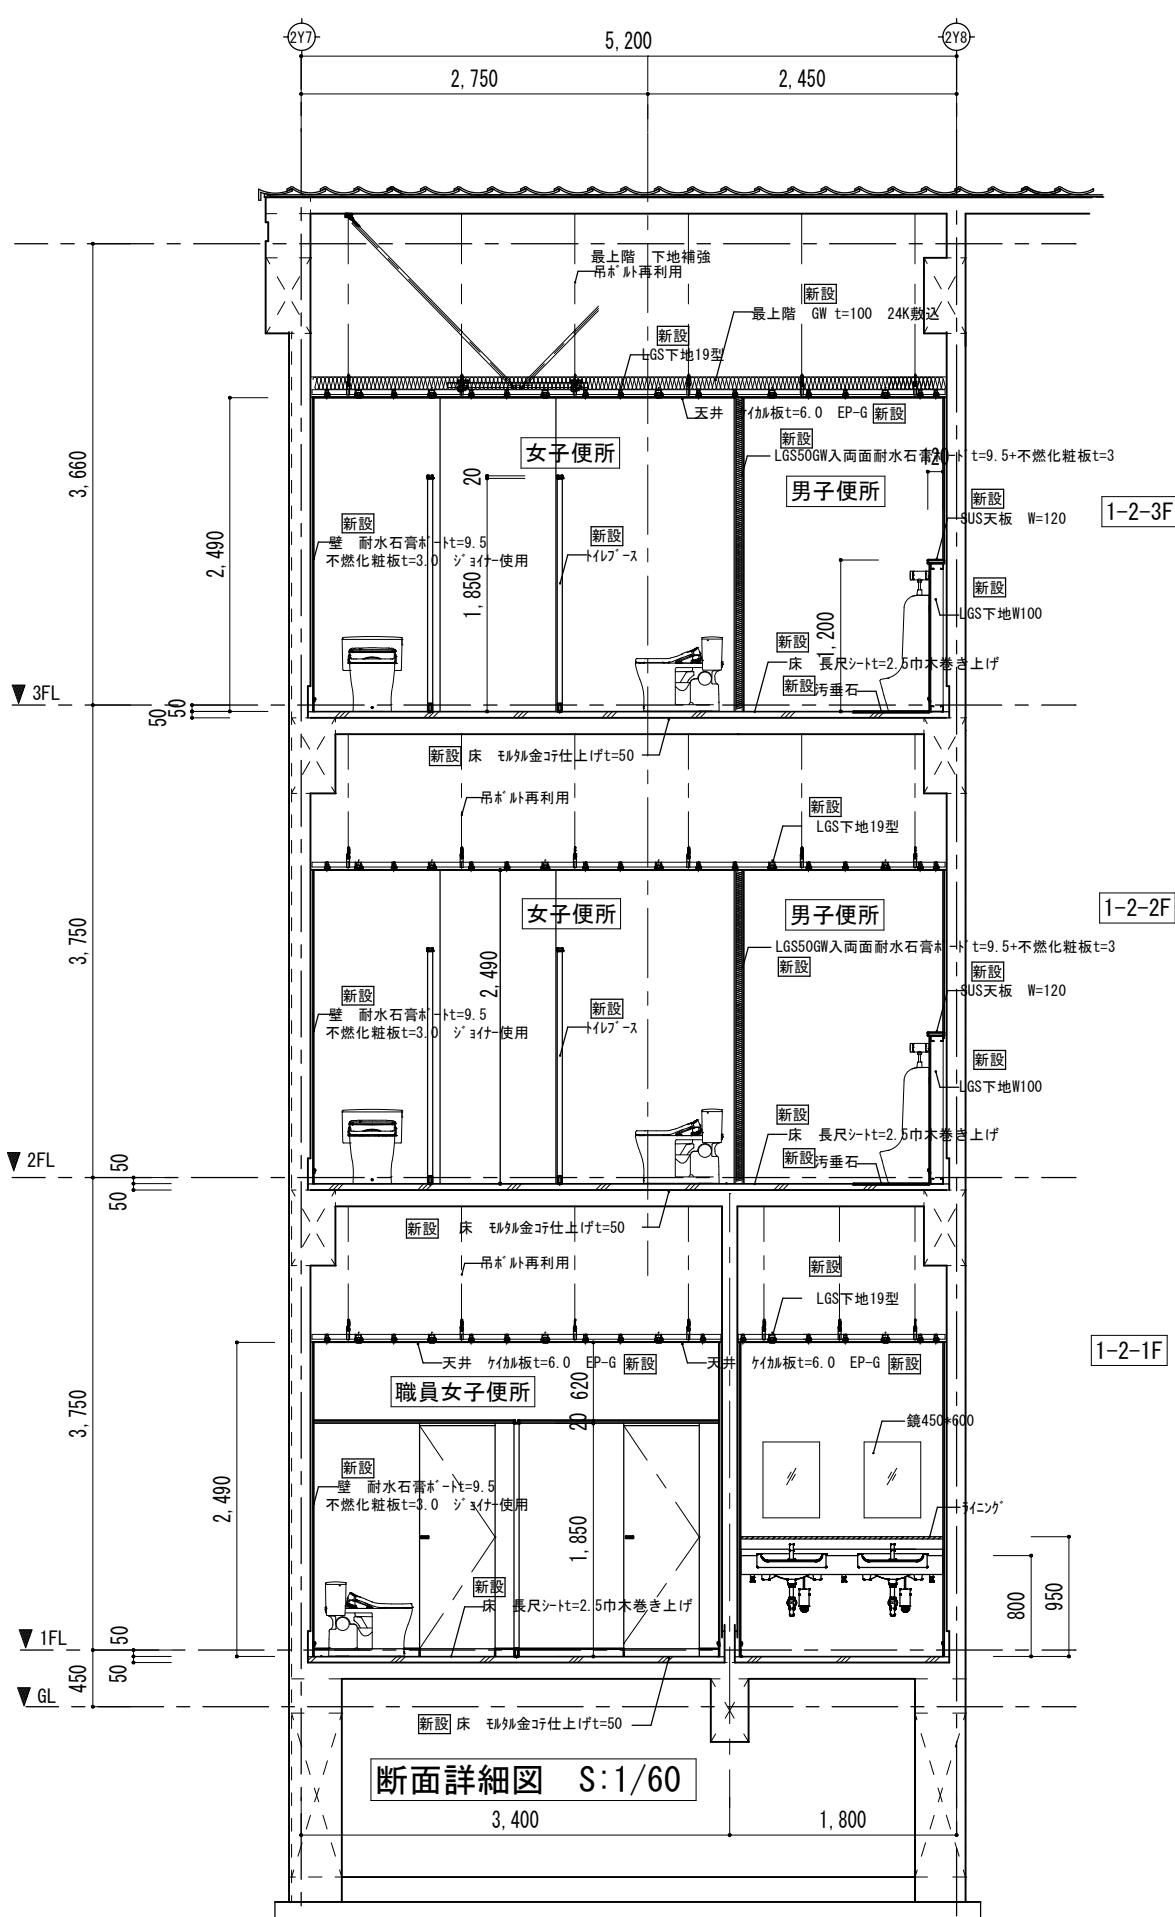 2Y7
5,200
2Y8
2,750
2,450
最上階　下地補強
吊ボルト再利用
新設
最上階　GW t=100　24K敷込
新設
LGS下地19型
天井　ケイカル板t=6.0　EP-G 新設
女子便所
新設
LGS50GW入両面耐水石膏ボードt=9.5+不燃化粧板t=3
120
男子便所
3,660
2,490
20
1,850
新設
SUS天板　W=120
1-2-3F
新設
壁　耐水石膏ボードt=9.5
不燃化粧板t=3.0　ジョイナー使用
新設
トイレブース
1,200
新設
LGS下地W100
新設
床　長尺シートt=2.5巾木巻き上げ
新設 汚垂石
3FL
50
50
新設 床　モルタル金コテ仕上げt=50
吊ボルト再利用
新設
LGS下地19型
女子便所
男子便所
1-2-2F
3,750
2,490
LGS50GW入両面耐水石膏ボードt=9.5+不燃化粧板t=3
新設
新設
SUS天板　W=120
新設
壁　耐水石膏ボードt=9.5
不燃化粧板t=3.0　ジョイナー使用
新設
トイレブース
新設
LGS下地W100
新設
床　長尺シートt=2.5巾木巻き上げ
新設 汚垂石
2FL
50
50
新設　床　モルタル金コテ仕上げt=50
吊ボルト再利用
新設
LGS下地19型
1-2-1F
天井　ケイカル板t=6.0　EP-G 新設
天井　ケイカル板t=6.0　EP-G 新設
職員女子便所
620
20
3,750
2,490
鏡450*600
新設
壁　耐水石膏ボードt=9.5
不燃化粧板t=3.0　ジョイナー使用
ライニング
1,850
新設
床　長尺シートt=2.5巾木巻き上げ
800
950
1FL
50
50
450
GL
新設 床　モルタル金コテ仕上げt=50
断面詳細図　S:1/60
3,400
1,800